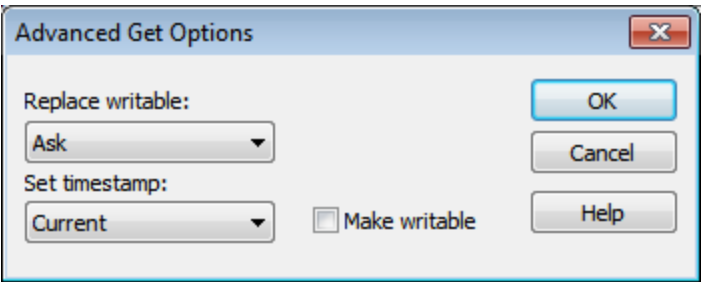 Advanced Get Options
Replace writable:
OK
Ask
Cancel
Set timestamp:
Current
Make writable
Help